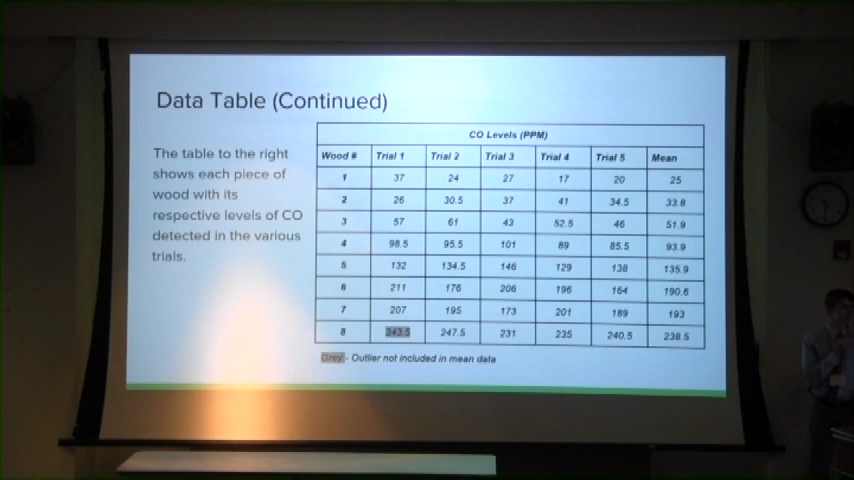 Data Table (Continued)
The table to the right
shows each piece of
wood with its
respective levels of CO
detected in the various
trials.
CO Levels (PPM)
Wood # Trial 1 Trial 2 Trial 3 Trial 4 Trial 5 Mean
1 37 24 27 17 20 25
2 26 30.5 37 41 34.5 33.8
3 57 61 43 52.5 46 51.9
4 98.5 95.5 101 89 85.5 93.9
5 132 134.5 146 129 138 135.9
6 211 176 206 196 164 190.6
7 207 195 173 201 189 193
8 343.5 247.5 231 235 240.5 238.5
Grey - Outlier not included in mean data